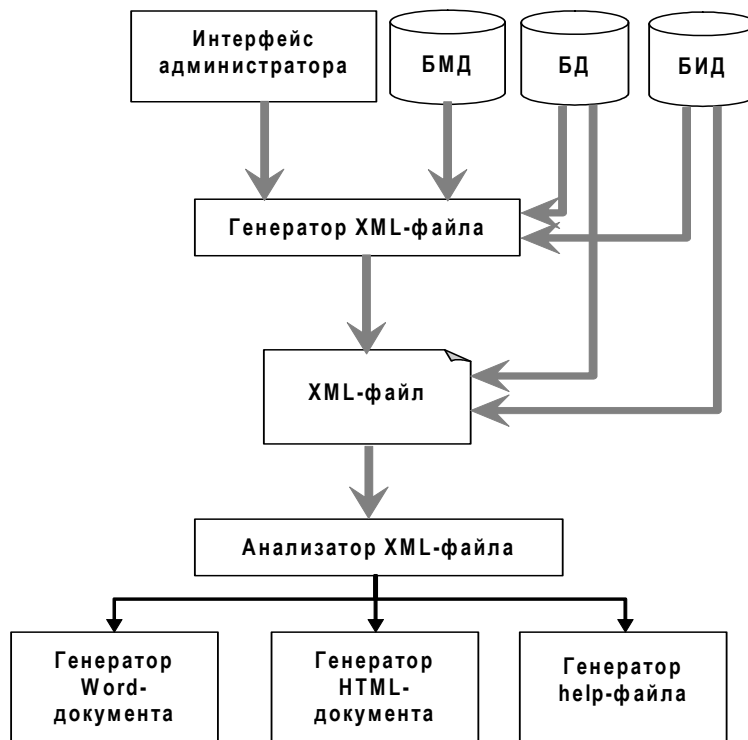 Интерфейс
администратора
БМД
БД
БИД
Генератор XML-файла
XML-файл
Анализатор XML-файла
Генератор
Word-
документа
Генератор
HTML-
документа
Генератор
help-файла